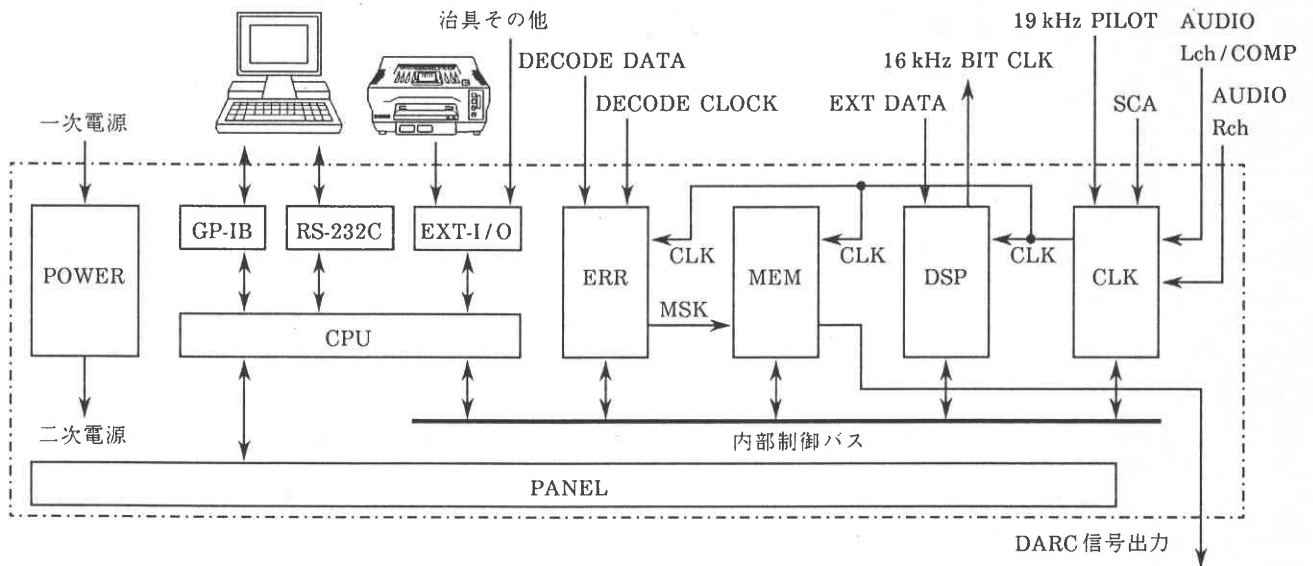 治具その他
19 kHz PILOT
AUDIO
Lch/COMP
DECODE DATA
16 kHz BIT CLK
DECODE CLOCK
EXT DATA
SCA
AUDIO
Rch
一次電源
POWER
GP-IB
RS-232C
EXT-I/O
CPU
ERR
CLK
MSK
MEM
CLK
DSP
CLK
CLK
二次電源
内部制御バス
PANEL
DARC信号出力